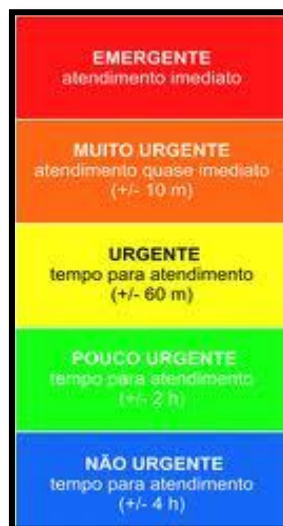 EMERGENTE
atendimento imediato
MUITO URGENTE
atendimento quase imediato
(+/- 10 m)
URGENTE
tempo para atendimento
(+/- 60 m)
POUCO URGENTE
tempo para atendimento
(+/- 2 h)
NÃO URGENTE
tempo para atendimento
(+/- 4 h)